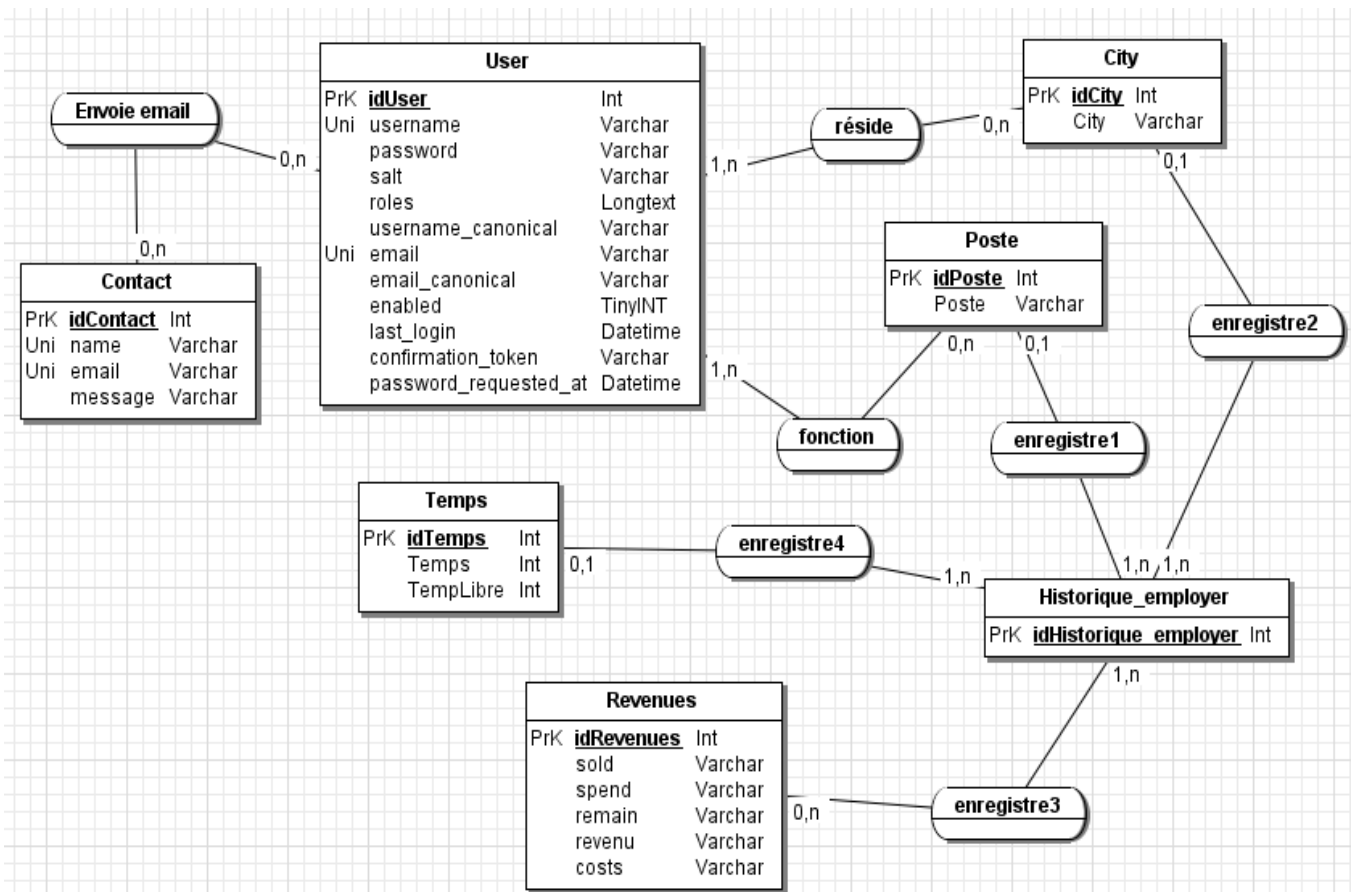 Envoie email
0,n
0,n
Contact
PrK idContact Int
Uni name Varchar
Uni email Varchar
message Varchar
User
PrK idUser Int
Uni username Varchar
password Varchar
salt Varchar
roles Longtext
username_canonical Varchar
Uni email Varchar
email_canonical Varchar
enabled TinyINT
last_login Datetime
confirmation_token Varchar
password_requested_at Datetime
1,n
réside
0,n
City
PrK idCity Int
City Varchar
0,1
enregistre2
Poste
PrK idPoste Int
Poste Varchar
0,n
0,1
1,n
fonction
enregistre1
Temps
PrK idTemps Int
Temps Int
TempLibre Int
0,1
enregistre4
1,n
1,n
1,n
Historique_employer
PrK idHistorique_employer Int
1,n
Revenues
PrK idRevenues Int
sold Varchar
spend Varchar
remain Varchar
revenu Varchar
costs Varchar
0,n
enregistre3